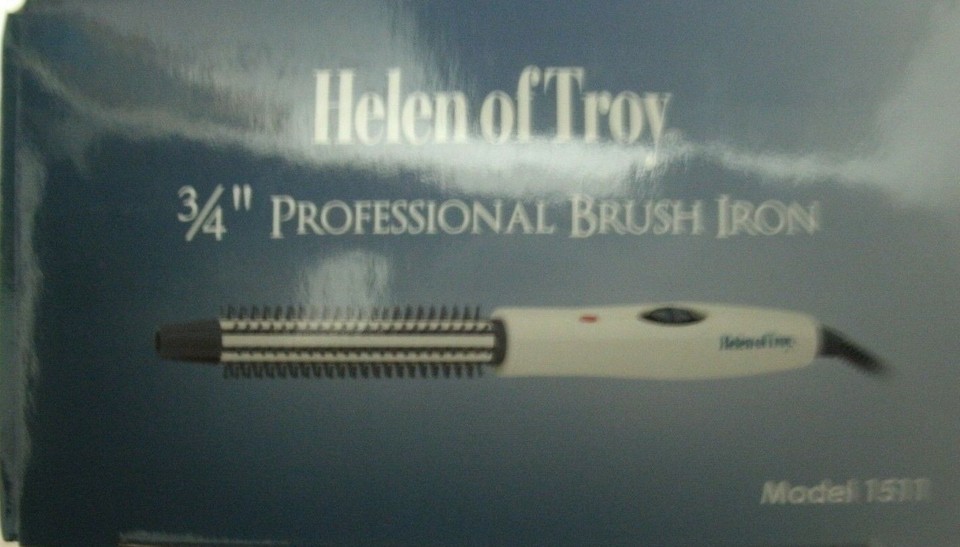 Helen of Troy
3/4" PROFESSIONAL BRUSH IRON
Helen of Troy
Model 1511